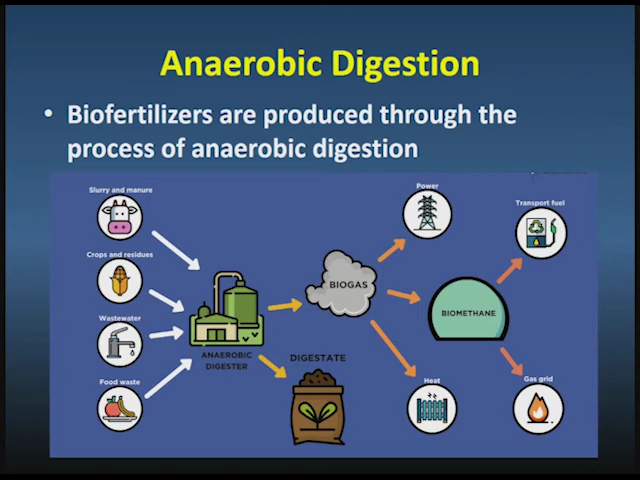 Anaerobic Digestion
• Biofertilizers are produced through the
process of anaerobic digestion
Slurry and manure
Power
Transport fuel
Crops and residues
BIOGAS
Wastewater
BIOMETHANE
ANAEROBIC
DIGESTER
DIGESTATE
Food waste
Heat
Gas grid